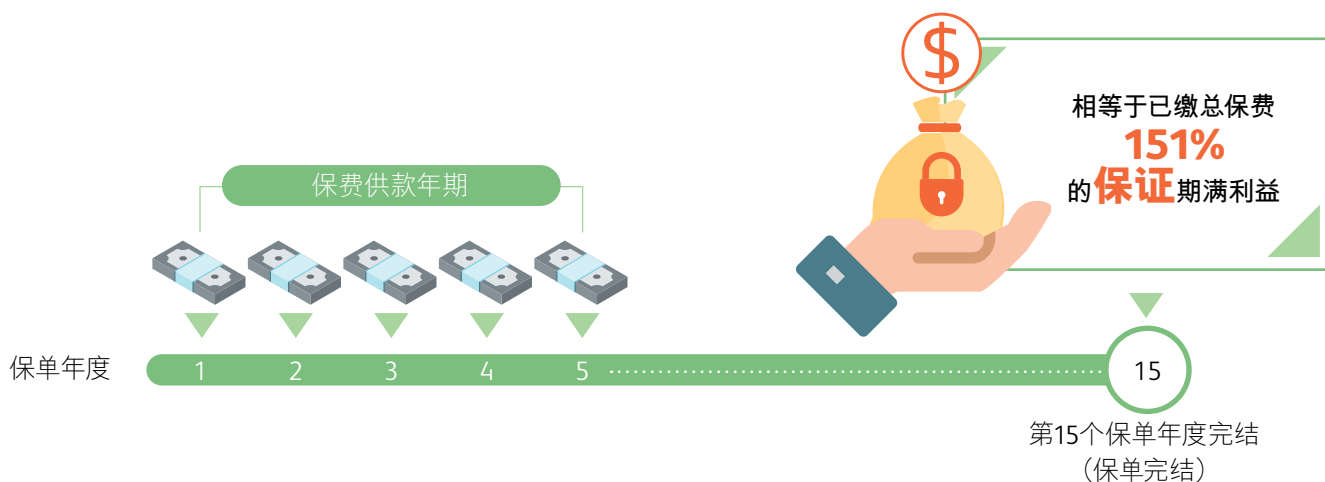 $
相等于已缴总保费
151%
的保证期满利益
保费供款年期
保单年度 1 2 3 4 5 15
第15个保单年度完结
（保单完结）